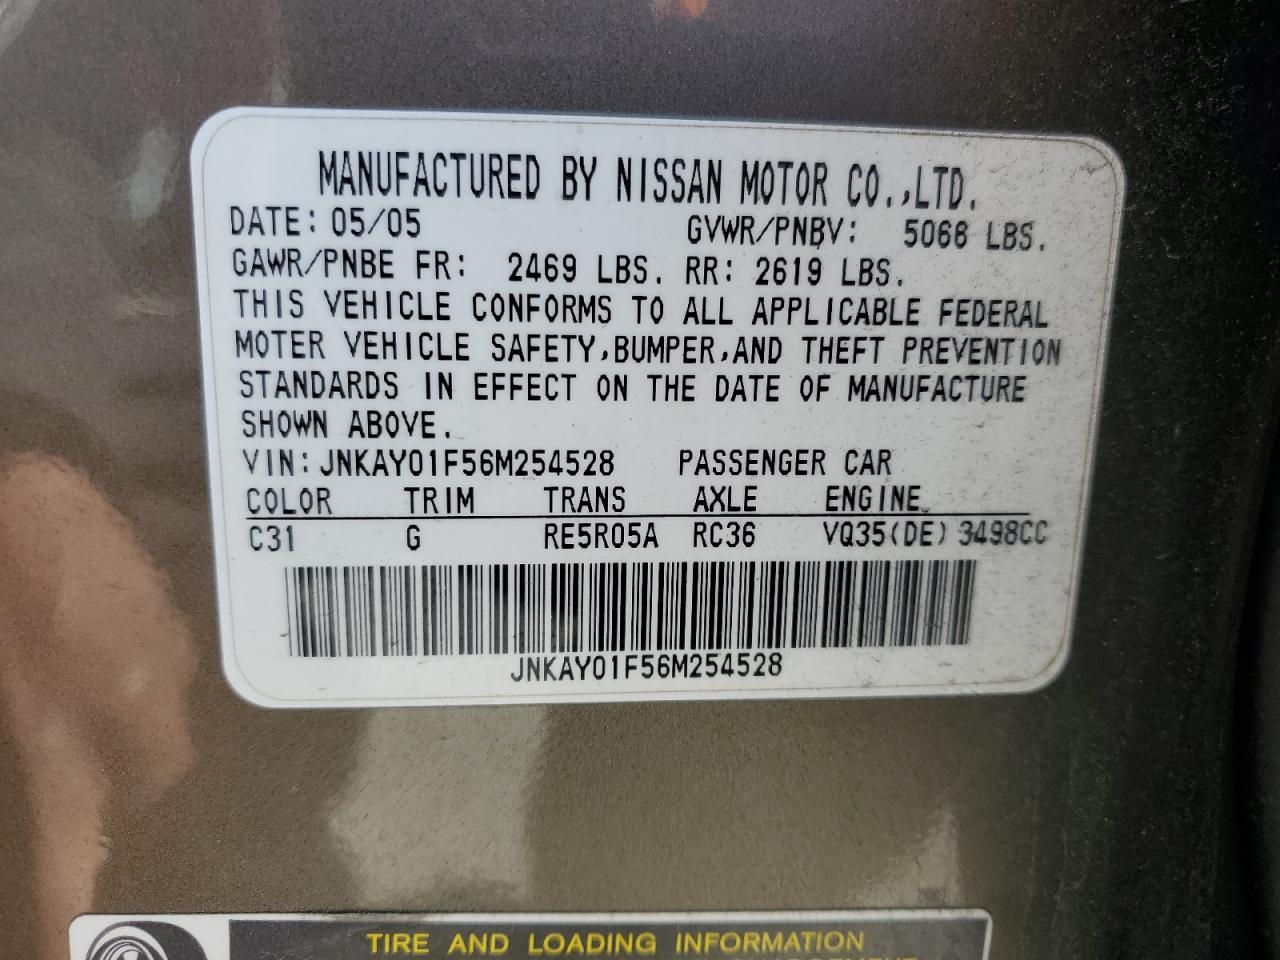 MANUFACTURED BY NISSAN MOTOR CO.,LTD.
DATE: 05/05 GVWR/PNBV: 5068 LBS.
GAWR/PNBE FR: 2469 LBS. RR: 2619 LBS.
THIS VEHICLE CONFORMS TO ALL APPLICABLE FEDERAL
MOTER VEHICLE SAFETY,BUMPER,AND THEFT PREVENTION
STANDARDS IN EFFECT ON THE DATE OF MANUFACTURE
SHOWN ABOVE.
VIN:JNKAY01F56M254528 PASSENGER CAR
COLOR TRIM TRANS AXLE ENGINE
C31 G RE5R05A RC36 VQ35(DE) 3498CC
JNKAY01F56M254528
TIRE AND LOADING INFORMATION